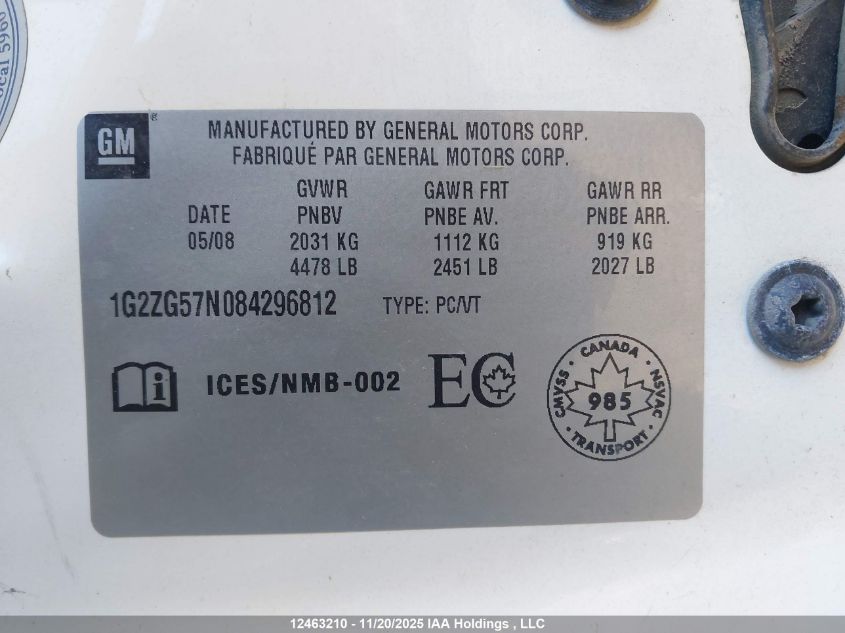 ocal 5960
GM
MANUFACTURED BY GENERAL MOTORS CORP.
FABRIQUÉ PAR GENERAL MOTORS CORP.
GVWR GAWR FRT GAWR RR
DATE PNBV PNBE AV. PNBE ARR.
05/08 2031 KG 1112 KG 919 KG
4478 LB 2451 LB 2027 LB
1G2ZG57N084296812 TYPE: PC/VT
i ICES/NMB-002 EC
CANADA
CMVSS 985 NSVAC
TRANSPORT
12463210 - 11/20/2025 IAA Holdings , LLC